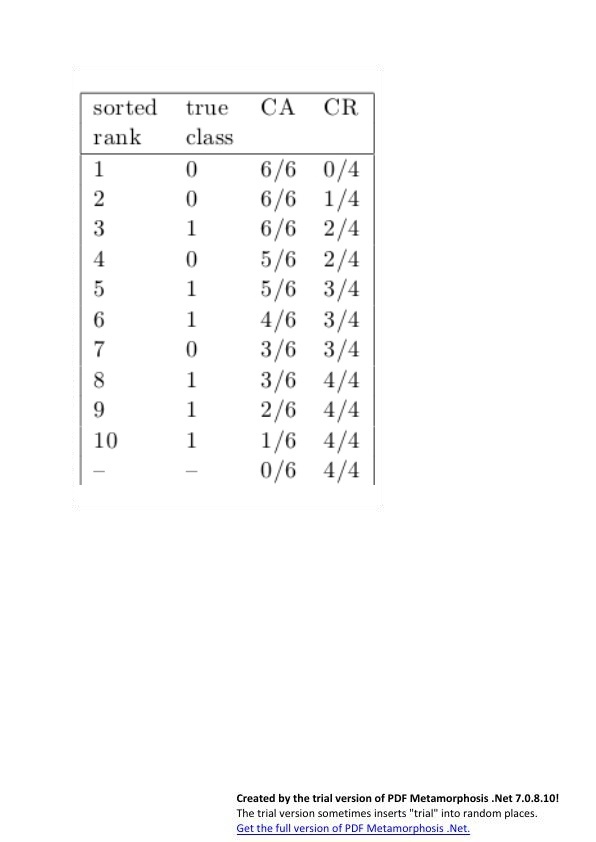 sorted true CA CR
rank class
1 0 6/6 0/4
2 0 6/6 1/4
3 1 6/6 2/4
4 0 5/6 2/4
5 1 5/6 3/4
6 1 4/6 3/4
7 0 3/6 3/4
8 1 3/6 4/4
9 1 2/6 4/4
10 1 1/6 4/4
– – 0/6 4/4
Created by the trial version of PDF Metamorphosis .Net 7.0.8.10!
The trial version sometimes inserts "trial" into random places.
Get the full version of PDF Metamorphosis .Net.